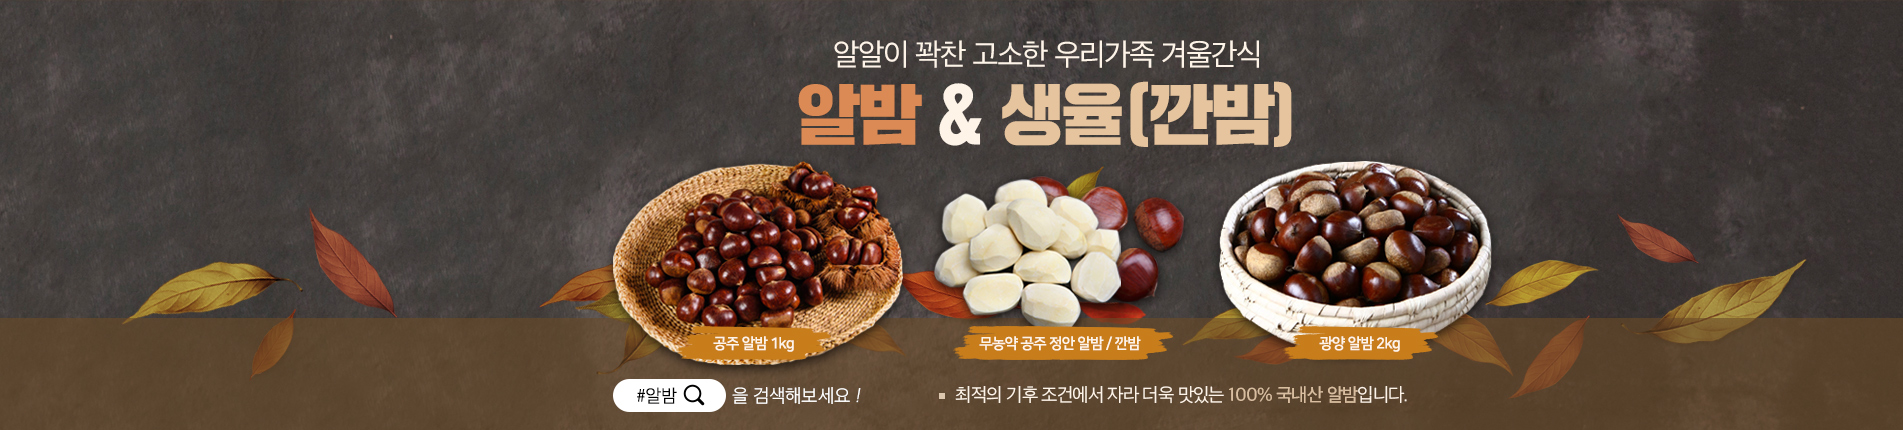 알알이 꽉찬 고소한 우리가족 겨울간식
알밤 & 생율(깐밤)
공주 알밤 1kg
무농약 공주 정안 알밤 / 깐밤
광양 알밤 2kg
#알밤 을 검색해보세요 !
▪ 최적의 기후 조건에서 자라 더욱 맛있는 100% 국내산 알밤입니다.